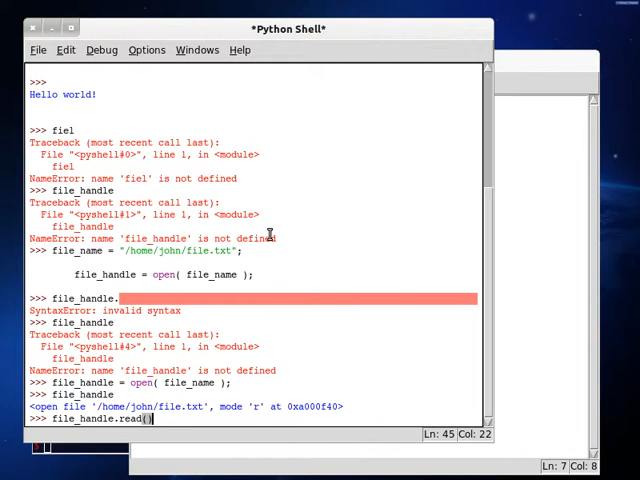 *Python Shell*
File Edit Debug Options Windows Help
>>>
Hello world!
>>> fiel
Traceback (most recent call last):
File "<pyshell#0>", line 1, in <module>
fiel
NameError: name 'fiel' is not defined
>>> file_handle
Traceback (most recent call last):
File "<pyshell#1>", line 1, in <module>
file_handle
NameError: name 'file_handle' is not defined
>>> file_name = "/home/john/file.txt";
file_handle = open( file_name );
>>> file_handle.
SyntaxError: invalid syntax
>>> file_handle
Traceback (most recent call last):
File "<pyshell#4>", line 1, in <module>
file_handle
NameError: name 'file_handle' is not defined
>>> file_handle = open( file_name );
>>> file_handle
<open file '/home/john/file.txt', mode 'r' at 0xa000f40>
>>> file_handle.read()
Ln: 45 Col: 22
Ln: 7 Col: 8